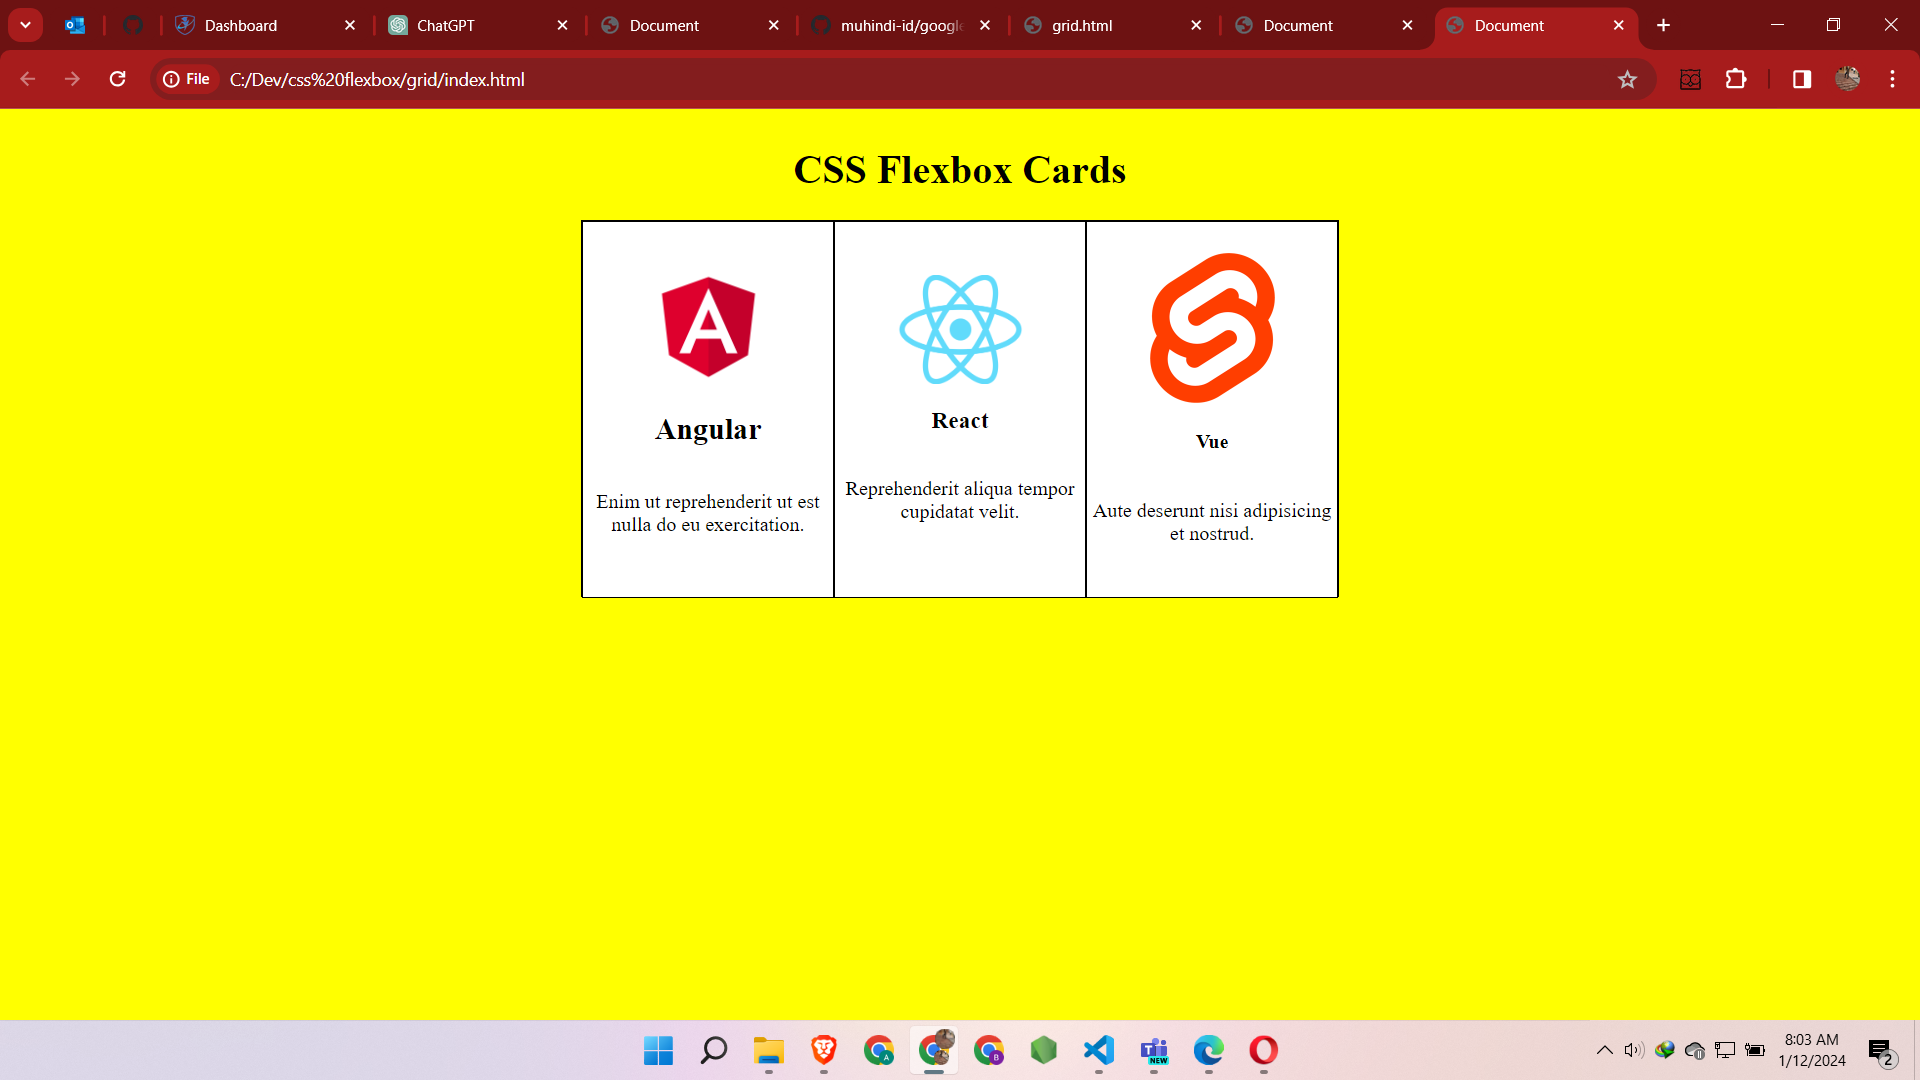 Dashboard
ChatGPT
Document
muhindi-id/google
grid.html
Document
Document
File
C:/Dev/css%20flexbox/grid/index.html
CSS Flexbox Cards
Angular
Enim ut reprehenderit ut est
nulla do eu exercitation.
React
Reprehenderit aliqua tempor
cupidatat velit.
Vue
Aute deserunt nisi adipisicing
et nostrud.
NEW
8:03 AM
1/12/2024
2